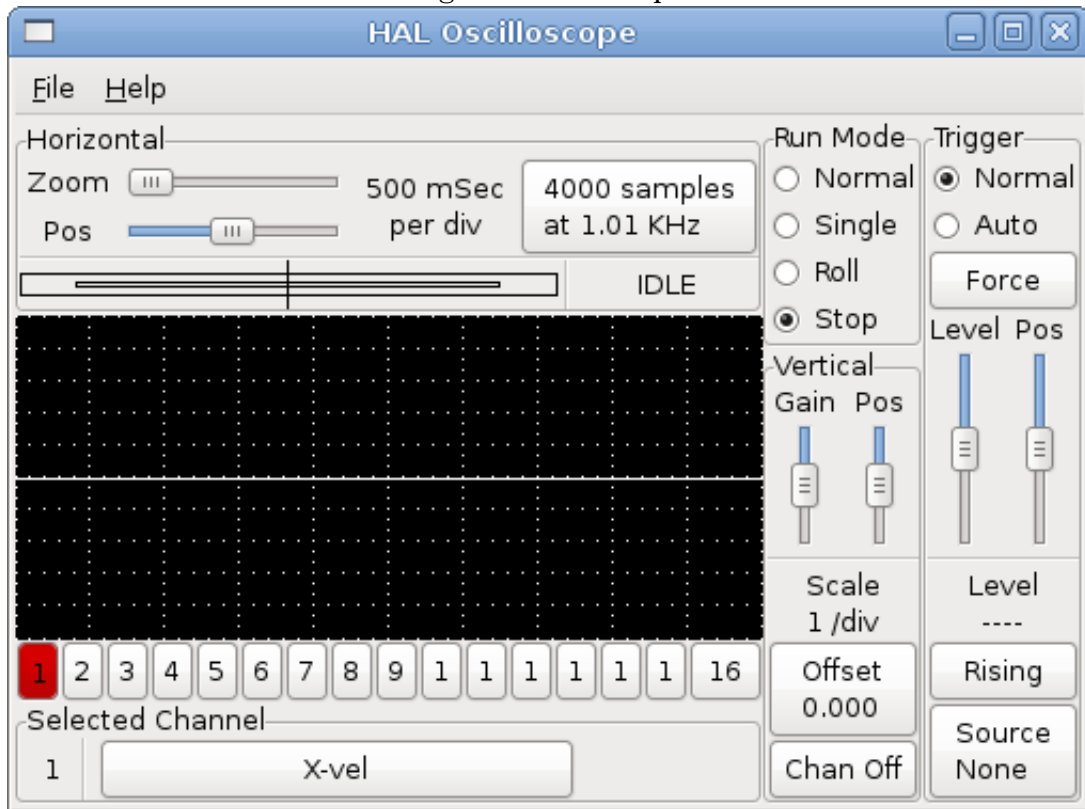 HAL Oscilloscope
File Help
Horizontal
Zoom
Pos
500 mSec
per div
4000 samples
at 1.01 KHz
IDLE
Run Mode
Normal
Single
Roll
Stop
Trigger
Normal
Auto
Force
Level Pos
Vertical
Gain Pos
Scale
1 /div
Offset
0.000
Chan Off
Level
----
Rising
Source
None
1 2 3 4 5 6 7 8 9 1 1 1 1 1 1 16
Selected Channel
1 X-vel